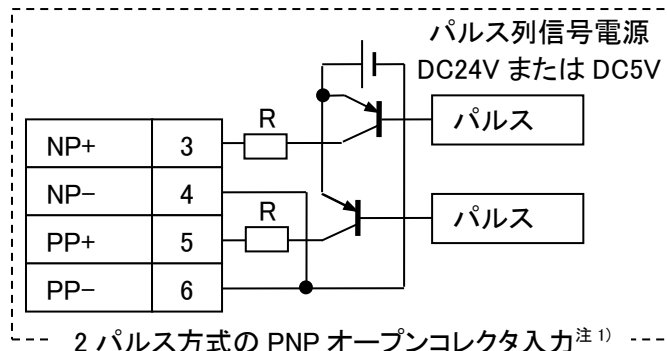 パルス列信号電源
DC24V または DC5V
パルス
R
NP+ 3
NP− 4
R
パルス
PP+ 5
PP− 6
2 パルス方式の PNP オープンコレクタ入力注 1)